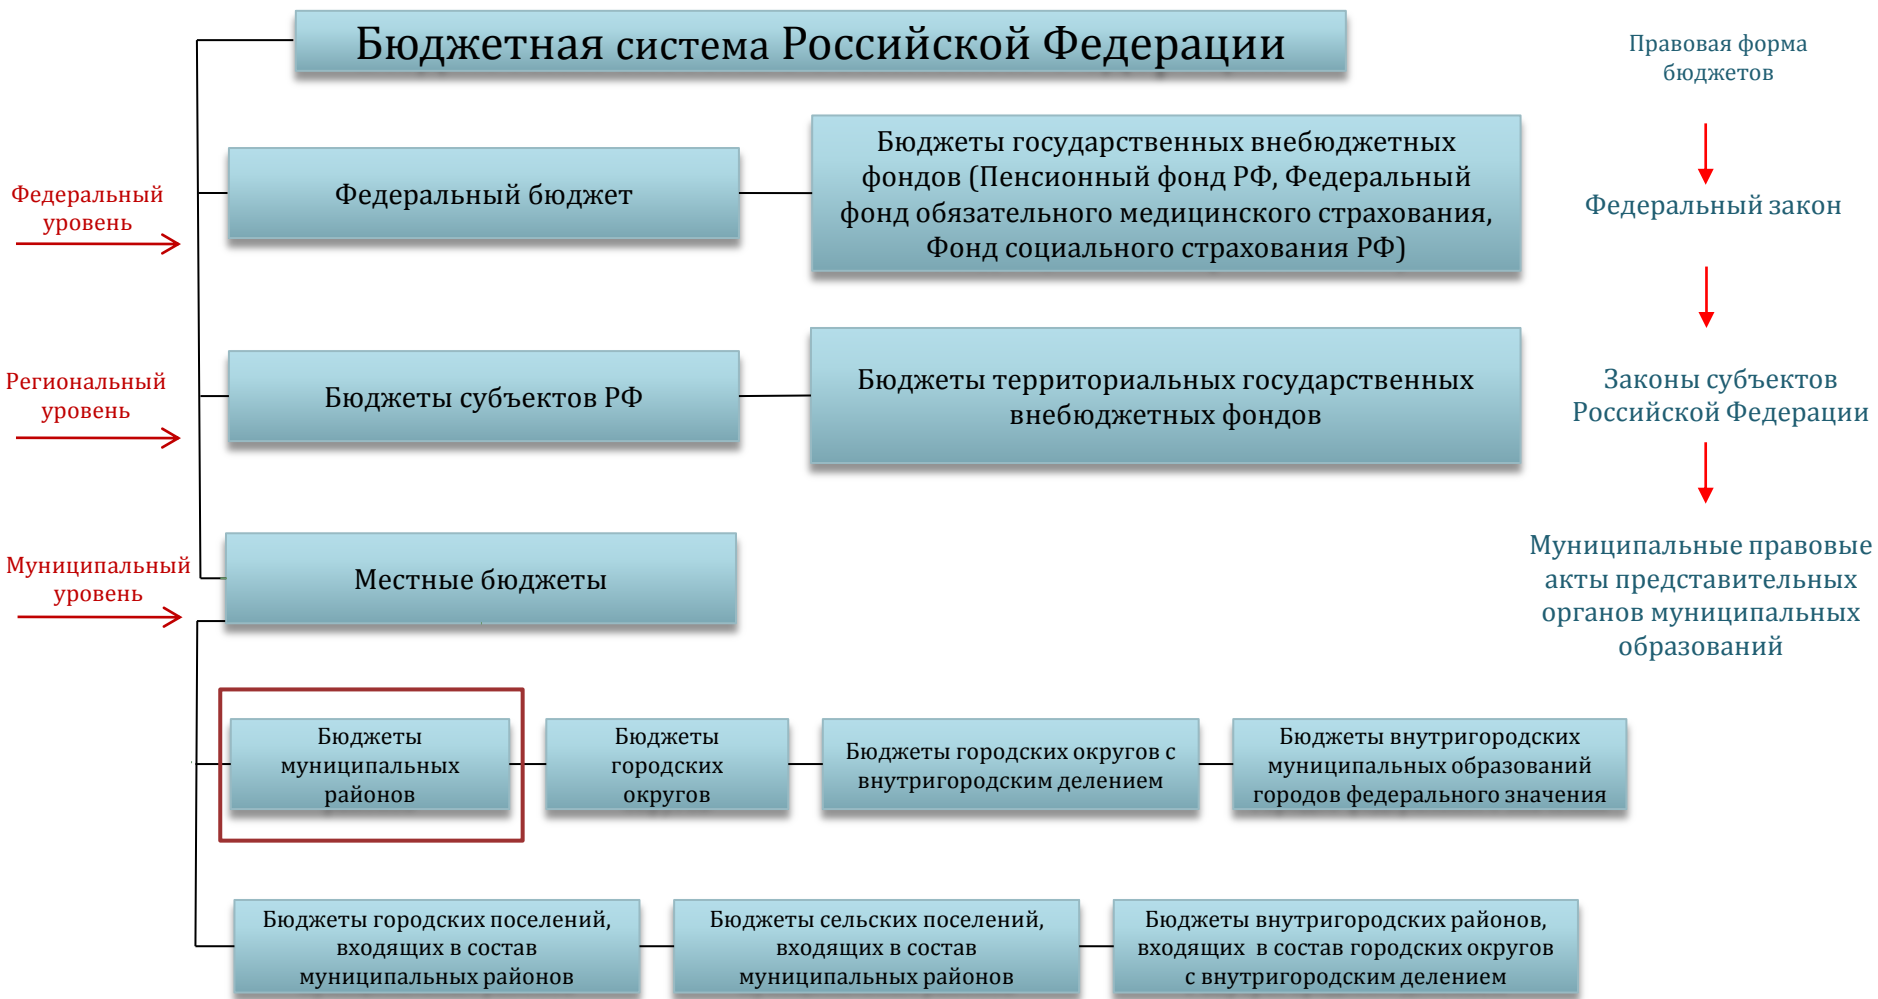 Бюджетная система Российской Федерации
Правовая форма
бюджетов
Федеральный
уровень
Федеральный бюджет
Бюджеты государственных внебюджетных
фондов (Пенсионный фонд РФ, Федеральный
фонд обязательного медицинского страхования,
Фонд социального страхования РФ)
Федеральный закон
Региональный
уровень
Бюджеты субъектов РФ
Бюджеты территориальных государственных
внебюджетных фондов
Законы субъектов
Российской Федерации
Муниципальный
уровень
Местные бюджеты
Муниципальные правовые
акты представительных
органов муниципальных
образований
Бюджеты
муниципальных
районов
Бюджеты
городских
округов
Бюджеты городских округов с
внутригородским делением
Бюджеты внутригородских
муниципальных образований
городов федерального значения
Бюджеты городских поселений,
входящих в состав
муниципальных районов
Бюджеты сельских поселений,
входящих в состав
муниципальных районов
Бюджеты внутригородских районов,
входящих в состав городских округов
с внутригородским делением